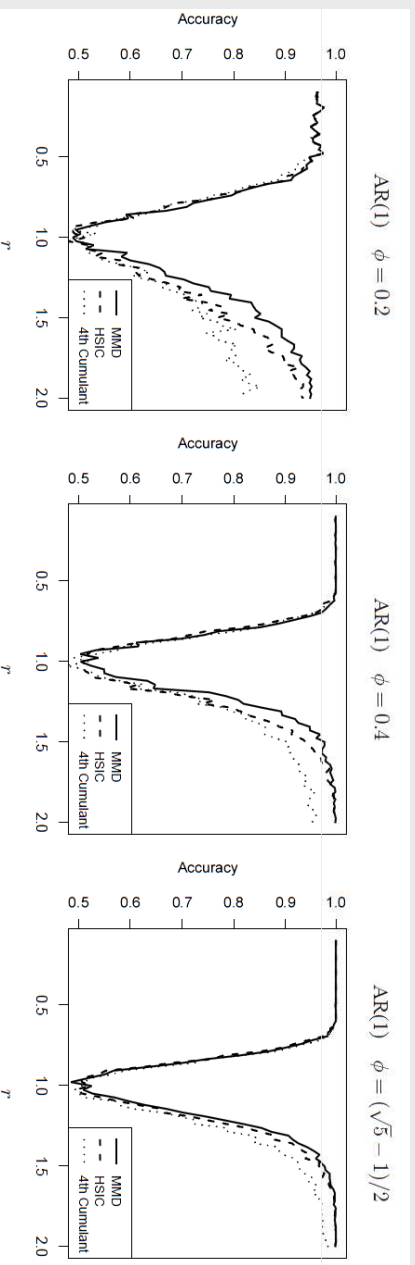 AR(1) ϕ = 0.2
Accuracy
0.5 0.6 0.7 0.8 0.9 1.0
0.5 1.0 1.5 2.0
r
MMD
HSIC
4th Cumulant
AR(1) ϕ = 0.4
Accuracy
0.5 0.6 0.7 0.8 0.9 1.0
0.5 1.0 1.5 2.0
r
MMD
HSIC
4th Cumulant
AR(1) ϕ = (√5 − 1)/2
Accuracy
0.5 0.6 0.7 0.8 0.9 1.0
0.5 1.0 1.5 2.0
r
MMD
HSIC
4th Cumulant